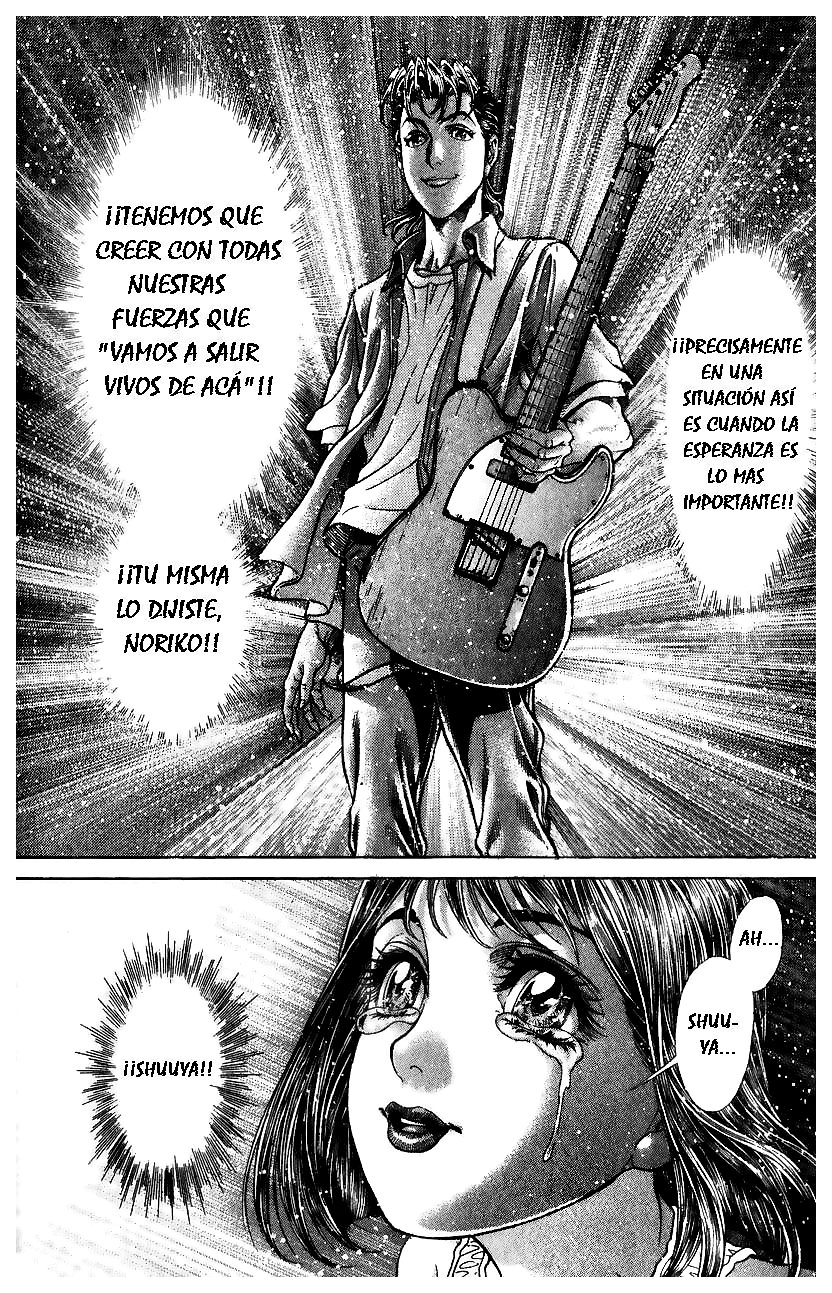 ¡¡PRECISAMENTE
EN UNA
SITUACIÓN ASÍ
ES CUANDO LA
ESPERANZA ES
LO MAS
IMPORTANTE!!
¡¡TENEMOS QUE
CREER CON TODAS
NUESTRAS
FUERZAS QUE
"VAMOS A SALIR
VIVOS DE ACÁ"!!
¡¡TU MISMA
LO DIJISTE,
NORIKO!!
AH...
SHUU-
YA...
¡¡SHUUYA!!